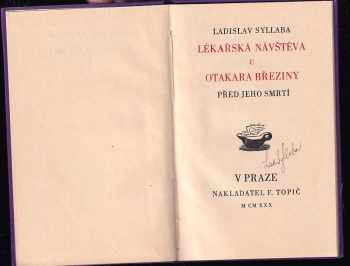 LADISLAV SYLLABA
LÉKAŘSKÁ NÁVŠTĚVA
U
OTAKARA BŘEZINY
PŘED JEHO SMRTÍ
V PRAZE
NAKLADATEL F. TOPIČ
M CM XXX